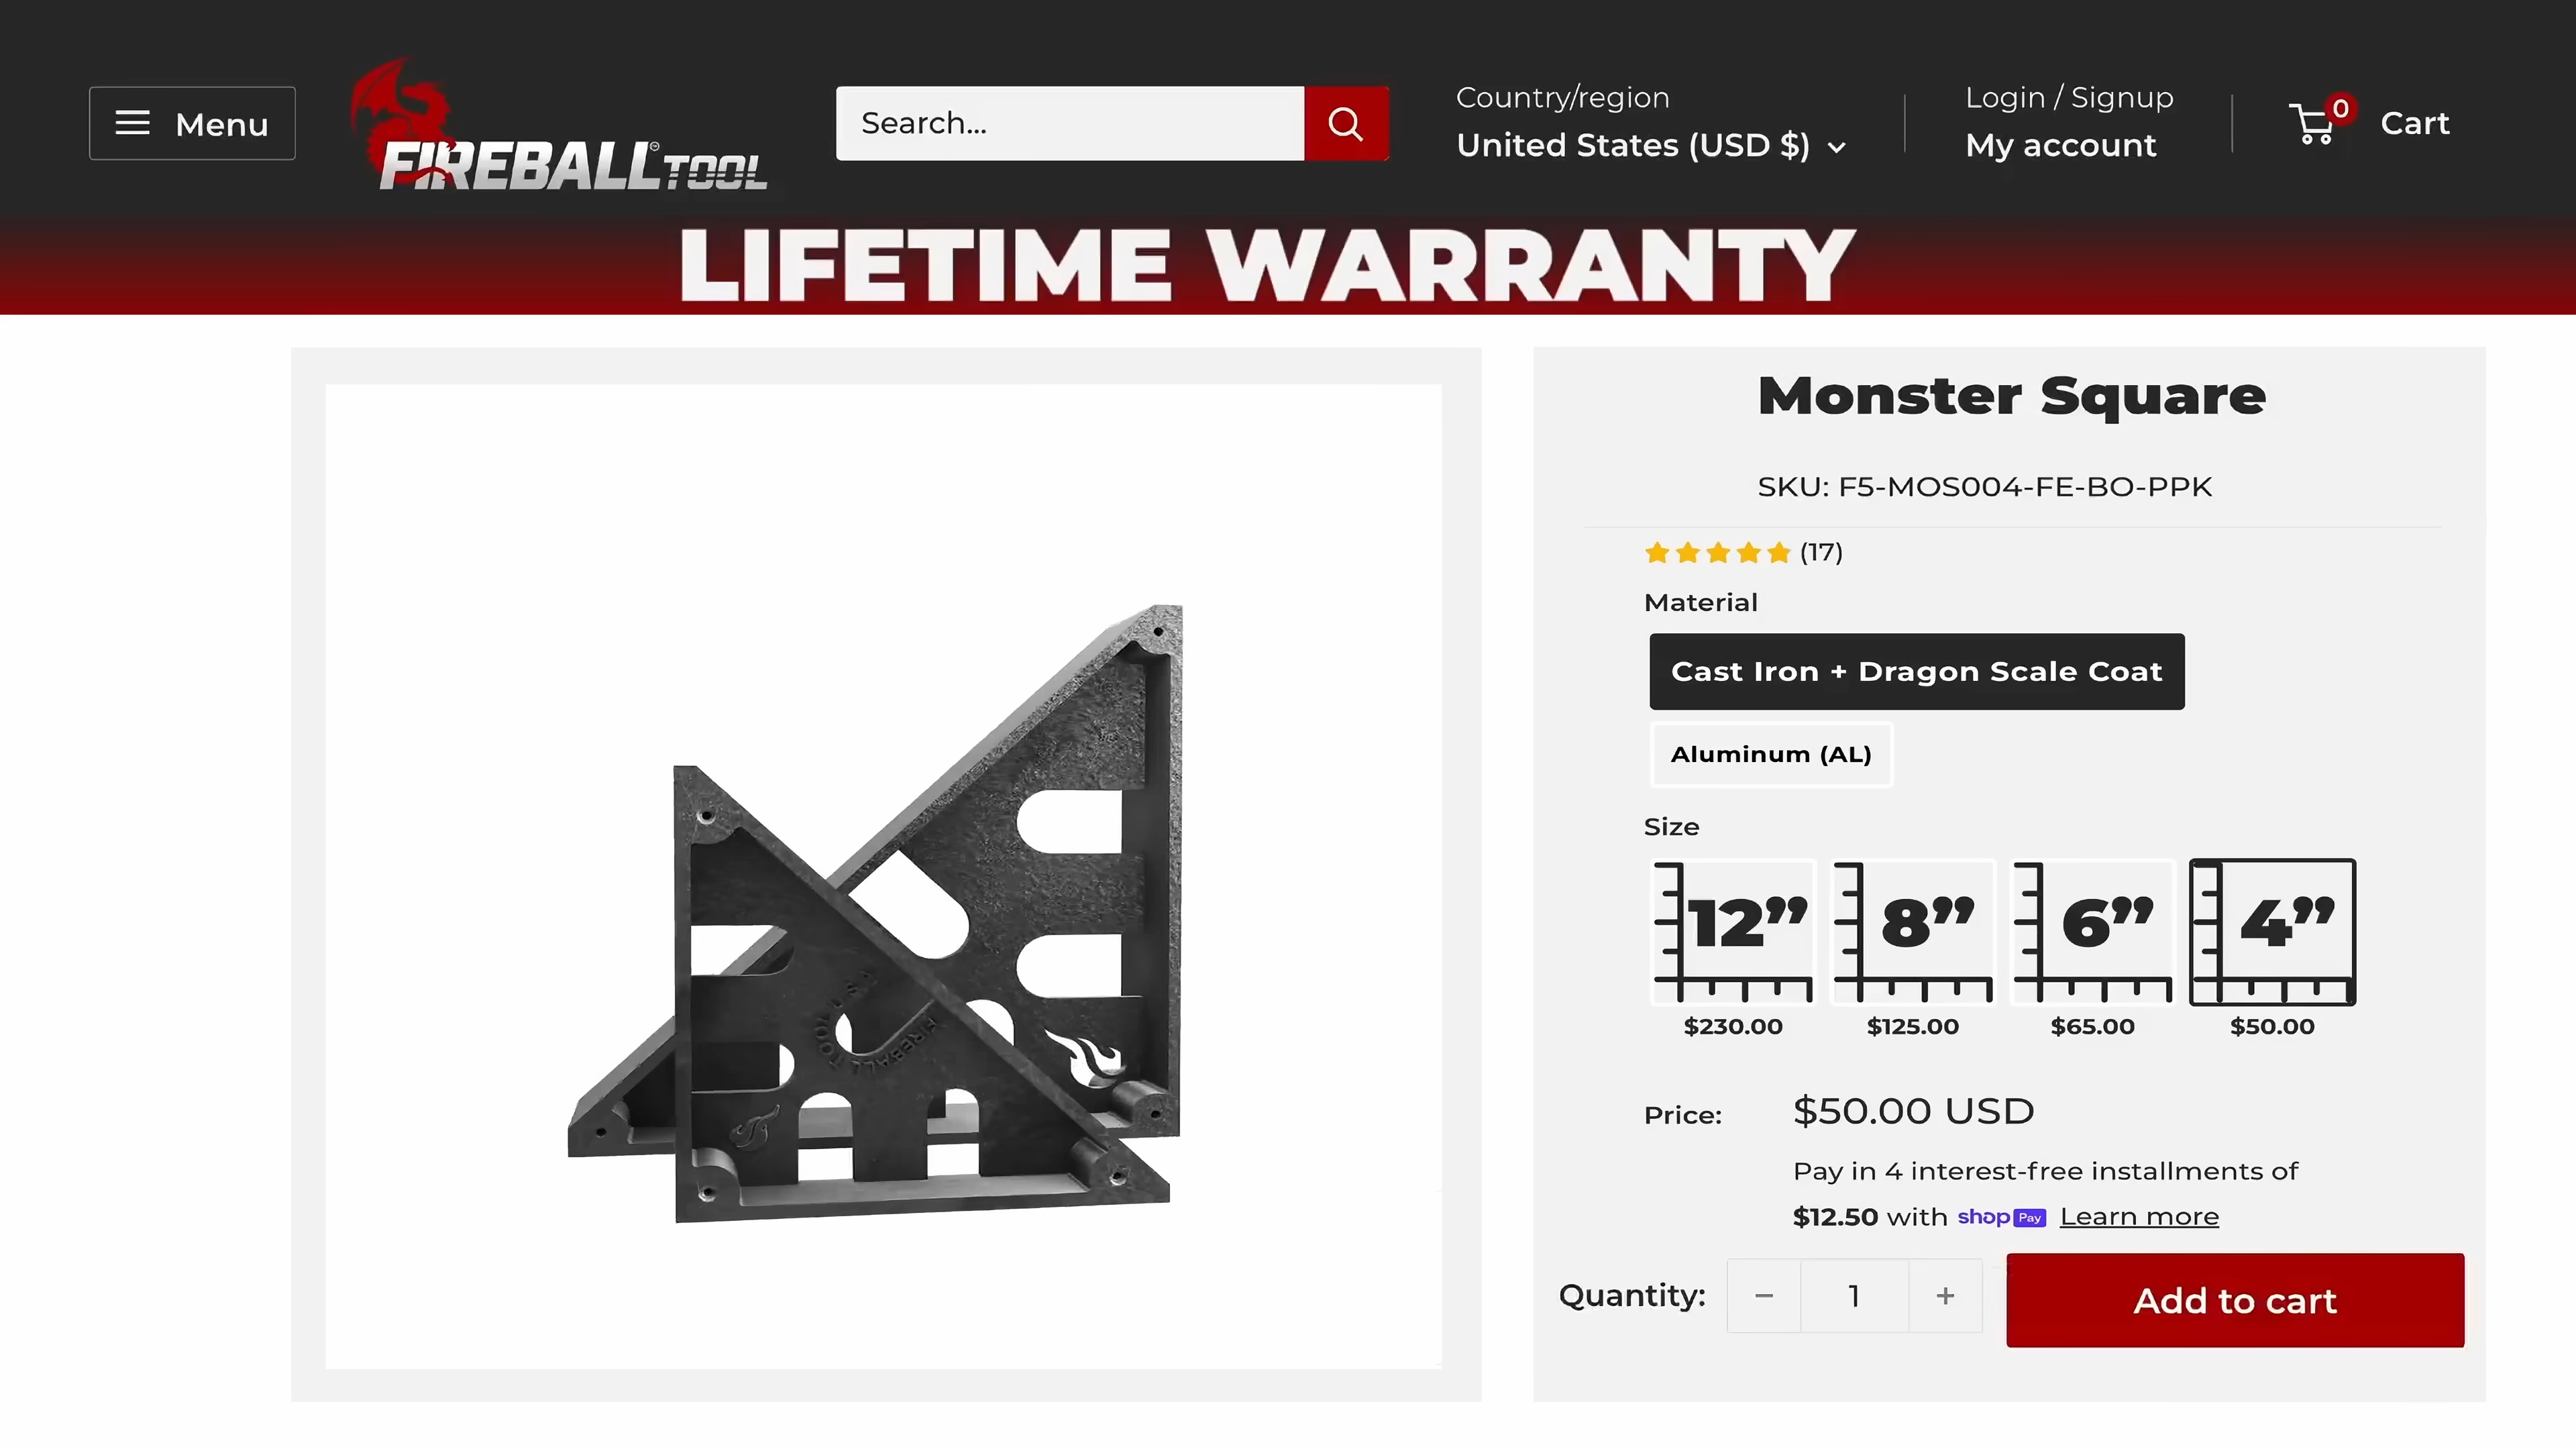 Menu
FIREBALL TOOL
Search...
Country/region
United States (USD $)
Login / Signup
My account
0
Cart
LIFETIME WARRANTY
FIREBALL TOOL
Monster Square
SKU: F5-MOS004-FE-BO-PPK
(17)
Material
Cast Iron + Dragon Scale Coat
Aluminum (AL)
Size
12”
8”
6”
4”
$230.00
$125.00
$65.00
$50.00
Price: $50.00 USD
Pay in 4 interest-free installments of
$12.50 with shop Pay Learn more
Quantity: − 1 +
Add to cart